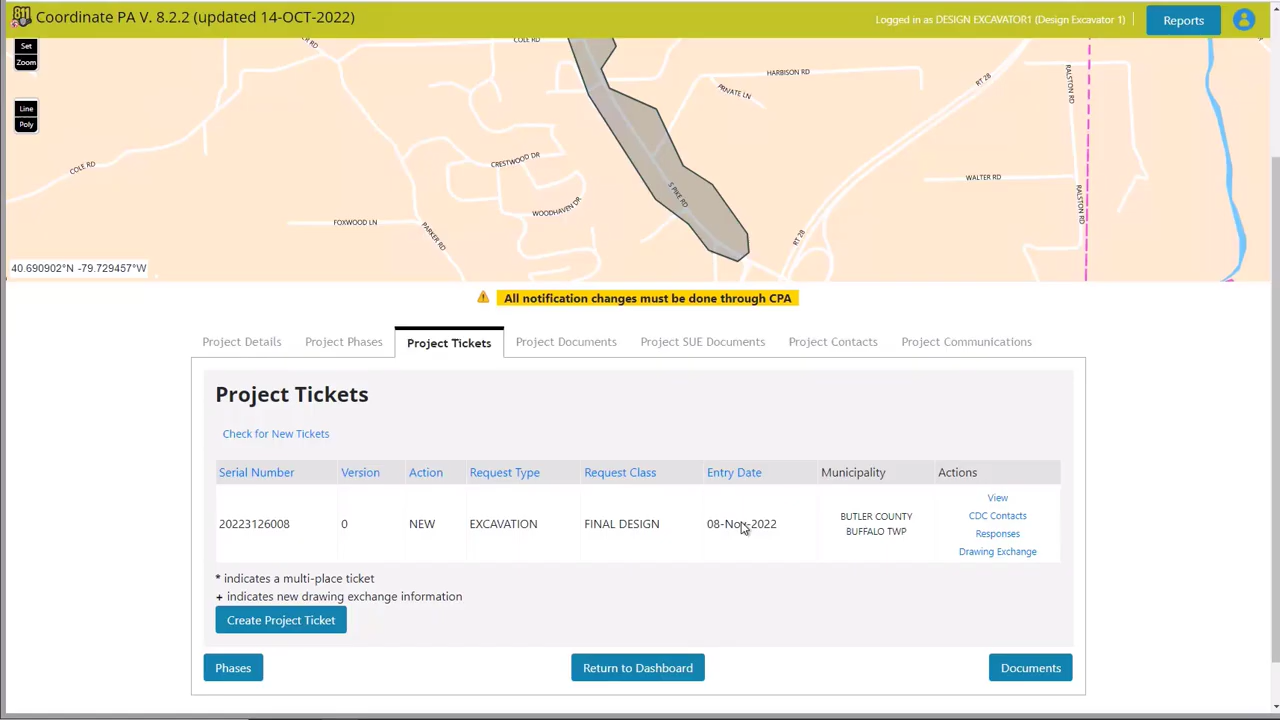 811
Coordinate PA V. 8.2.2 (updated 14-OCT-2022)
Logged in as DESIGN EXCAVATOR1 (Design Excavator 1)
Reports
Set
Zoom
Line
Poly
COLE RD
HARBISON RD
PRIVATE LN
RT 28
RALSTON RD
COLE RD
CRESTWOOD DR
WALTER RD
S PIKE RD
WOODHAVEN DR
FOXWOOD LN
PARKER RD
RT 28
RALSTON RD
40.690902°N -79.729457°W
All notification changes must be done through CPA
Project Details
Project Phases
Project Tickets
Project Documents
Project SUE Documents
Project Contacts
Project Communications
Project Tickets
Check for New Tickets
Serial Number Version Action Request Type Request Class Entry Date Municipality Actions
20223126008 0 NEW EXCAVATION FINAL DESIGN 08-Nov-2022
BUTLER COUNTY
BUFFALO TWP
View
CDC Contacts
Responses
Drawing Exchange
* indicates a multi-place ticket
+ indicates new drawing exchange information
Create Project Ticket
Phases
Return to Dashboard
Documents